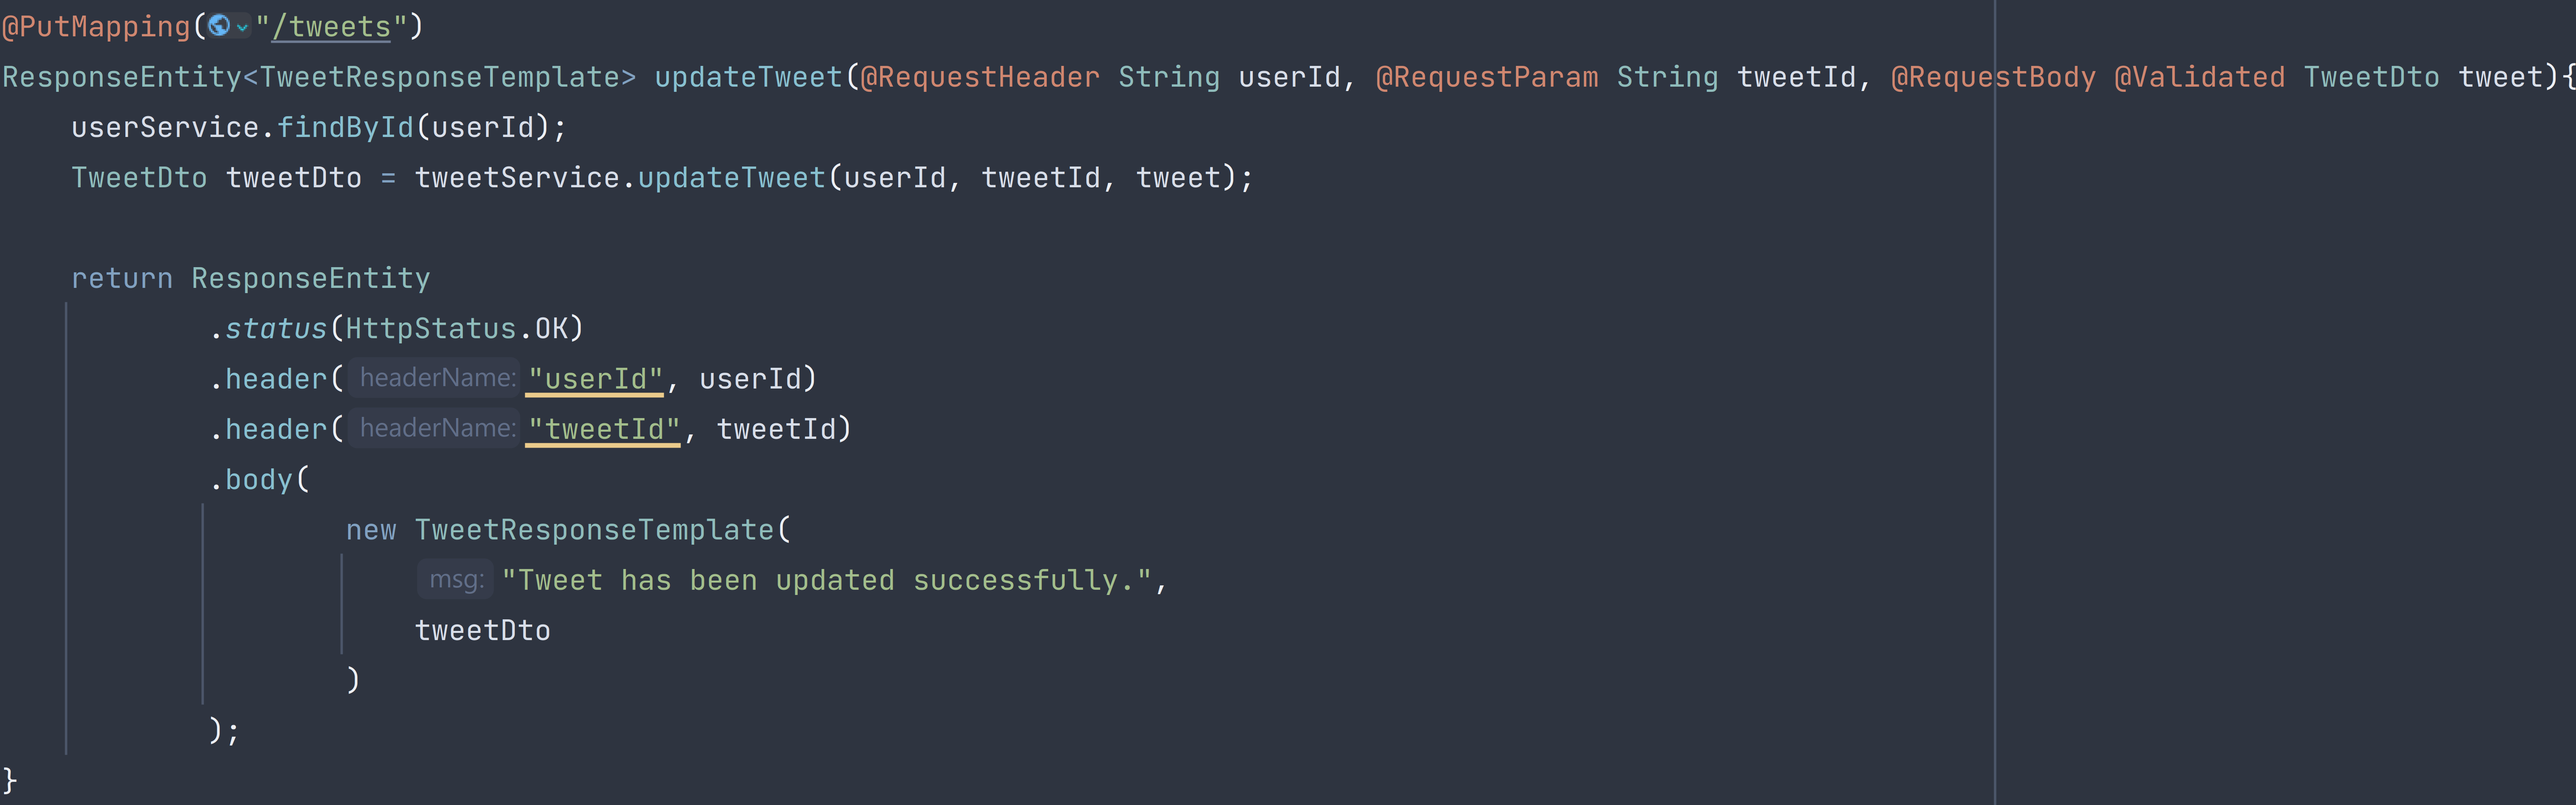 @PutMapping("/tweets")
ResponseEntity<TweetResponseTemplate> updateTweet(@RequestHeader String userId, @RequestParam String tweetId, @RequestBody @Validated TweetDto tweet){
    userService.findById(userId);
    TweetDto tweetDto = tweetService.updateTweet(userId, tweetId, tweet);
    return ResponseEntity
            .status(HttpStatus.OK)
            .header( headerName: "userId", userId)
            .header( headerName: "tweetId", tweetId)
            .body(
                    new TweetResponseTemplate(
                        msg: "Tweet has been updated successfully.",
                        tweetDto
                    )
            );
}